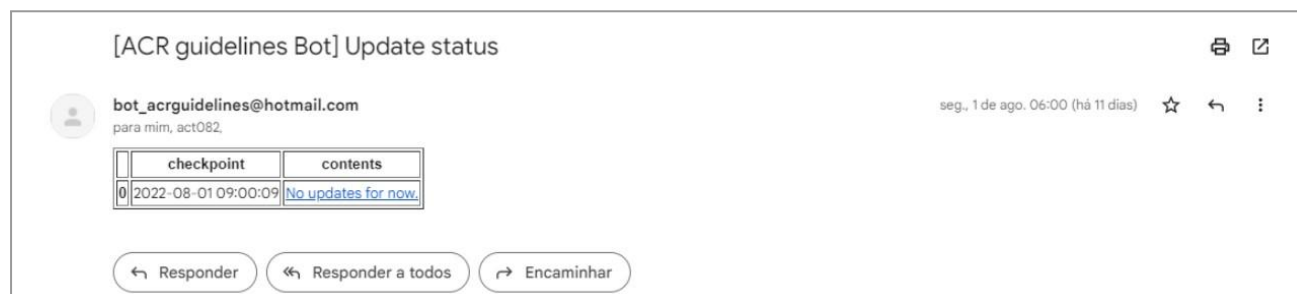 [ACR guidelines Bot] Update status
bot_acrguidelines@hotmail.com
seg., 1 de ago. 06:00 (há 11 dias)
para mim, act082,
checkpoint contents
0 2022-08-01 09:00:09 No updates for now.
Responder Responder a todos Encaminhar